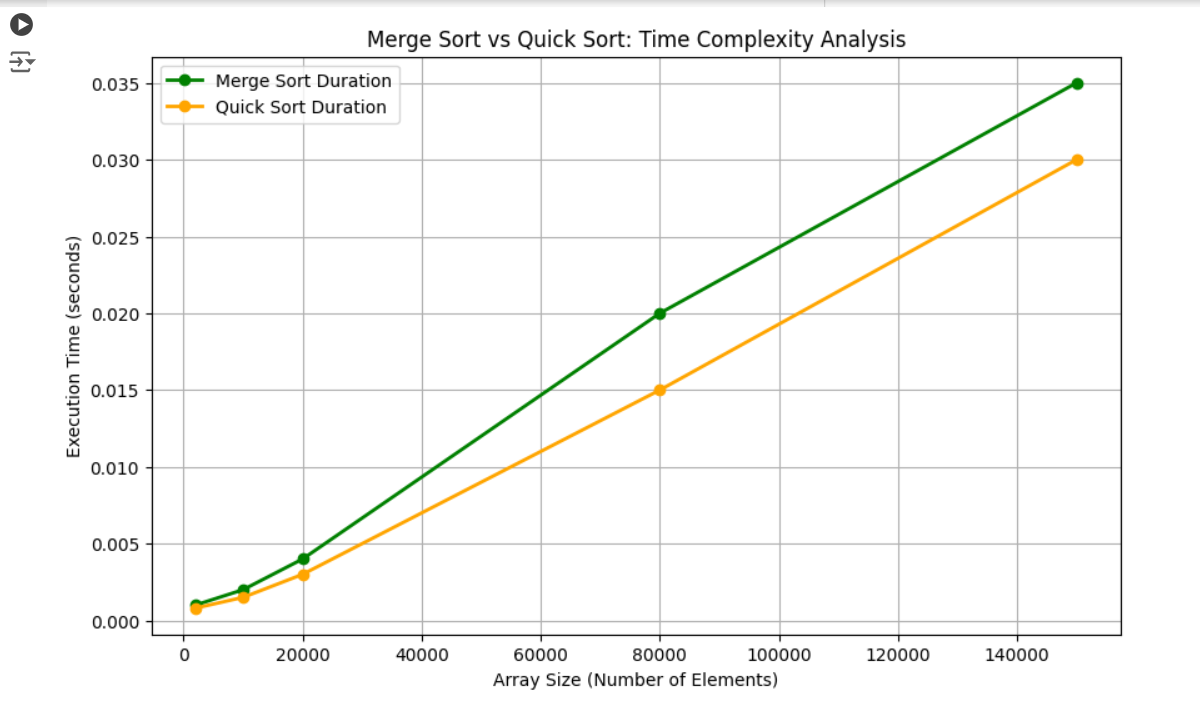 Merge Sort vs Quick Sort: Time Complexity Analysis
Merge Sort Duration
Quick Sort Duration
Execution Time (seconds)
0.035
0.030
0.025
0.020
0.015
0.010
0.005
0.000
0 20000 40000 60000 80000 100000 120000 140000
Array Size (Number of Elements)